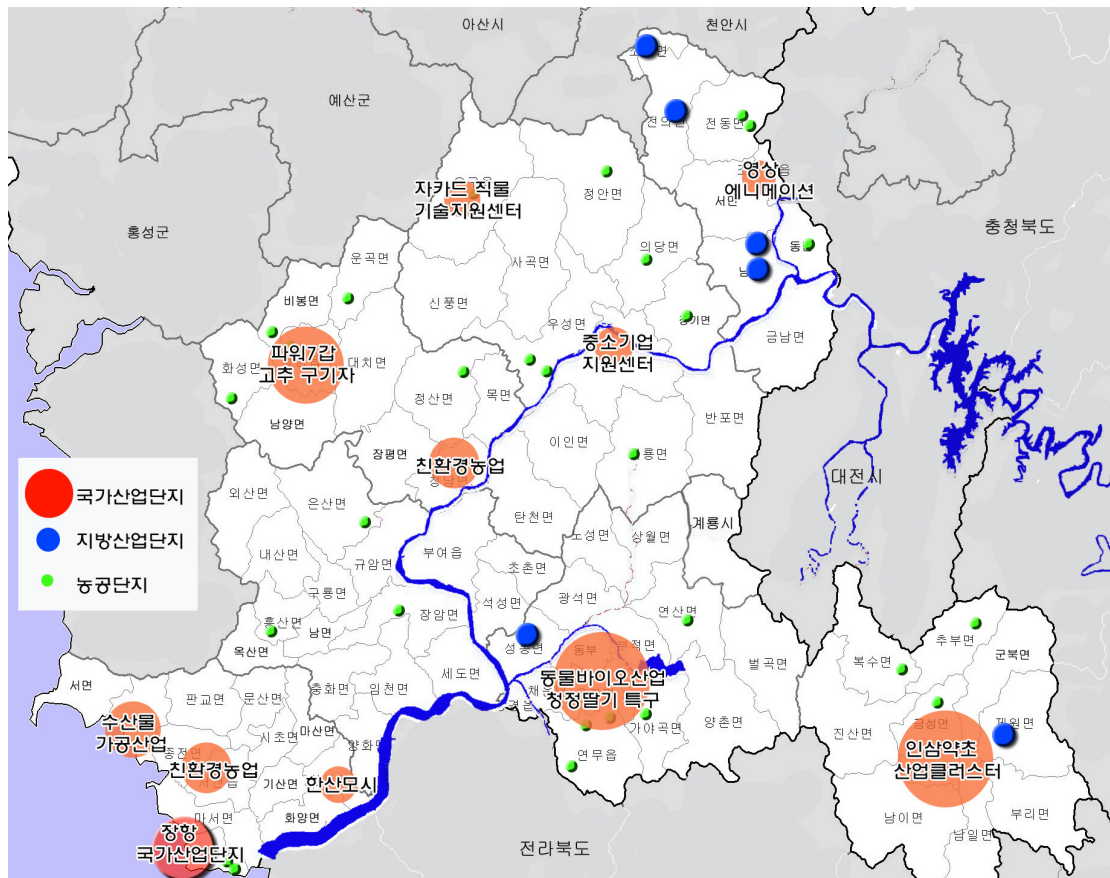 아산시
천안시
예산군
전의면
전동면
영상
에니메이션
자카드 직물
기술지원센터
정안면
서면
충청북도
홍성군
의당면
동면
운곡면
사곡면
비봉면
신풍면
우성면
장기면
금남면
중소기업
지원센터
파워7갑
고추 구기자
화성면
대치면
정산면
목면
남양면
이인면
반포면
장평면
친환경농업
청남면
계룡면
대전시
국가산업단지
지방산업단지
농공단지
외산면
은산면
탄천면
노성면
상월면
계룡시
내산면
규암면
부여읍
초촌면
구룡면
석성면
광석면
홍산면
남면
장암면
연산면
성동면
동부
부적면
옥산면
벌곡면
추부면
군북면
복수면
세도면
서면
판교면
문산면
충화면
임천면
동물바이오산업
청정딸기 특구
가야곡면
양촌면
수산물
가공산업
종천면
시초면
마산면
양화면
연무읍
진산면
금성면
제원면
인삼약초
산업클러스터
친환경농업
기산면
한산모시
마서면
화양면
남이면
남일면
부리면
장항
국가산업단지
전라북도